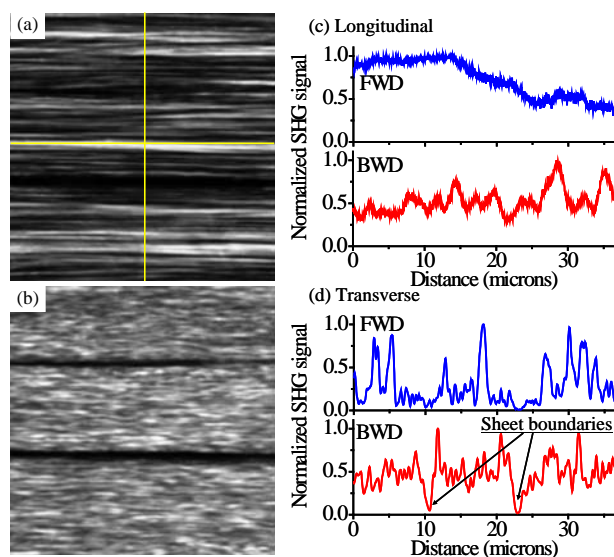 (a)
(b)
(c) Longitudinal
Normalized SHG signal
1.0
0.5
0.0
FWD
1.0
0.5
0.0
BWD
0 10 20 30
Distance (microns)
(d) Transverse
Normalized SHG signal
1.0
0.5
0.0
FWD
1.0
0.5
0.0
BWD
Sheet boundaries
0 10 20 30
Distance (microns)